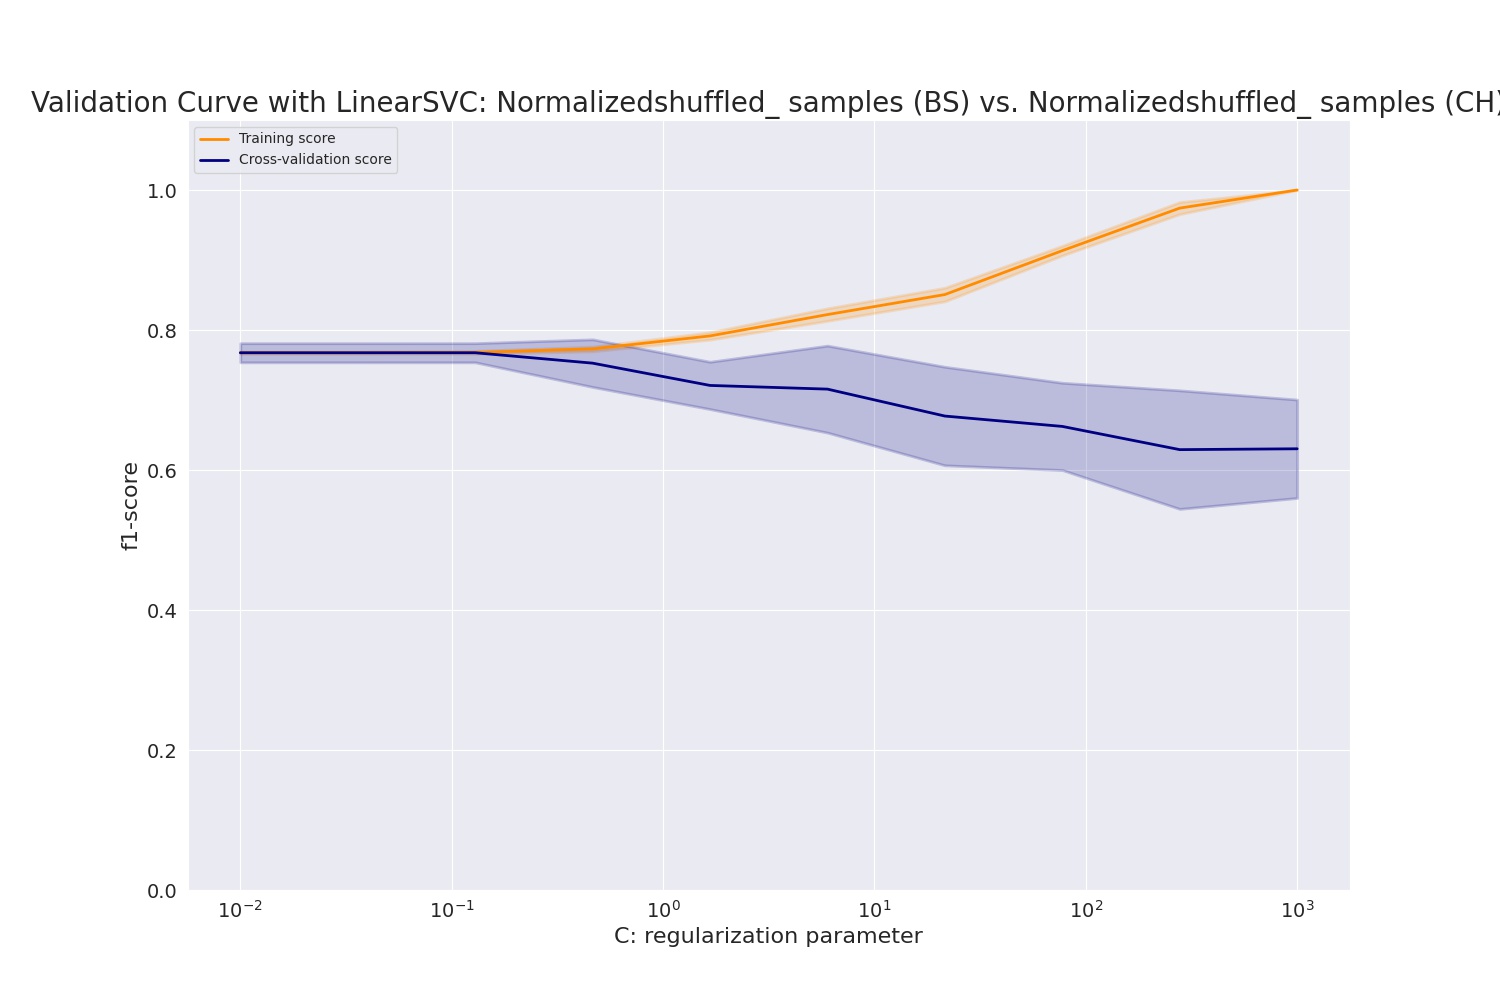 Validation Curve with LinearSVC: Normalizedshuffled_ samples (BS) vs. Normalizedshuffled_ samples (CH)
Training score
Cross-validation score
1.0
0.8
0.6
0.4
0.2
0.0
f1-score
10⁻² 10⁻¹ 10⁰ 10¹ 10² 10³
C: regularization parameter